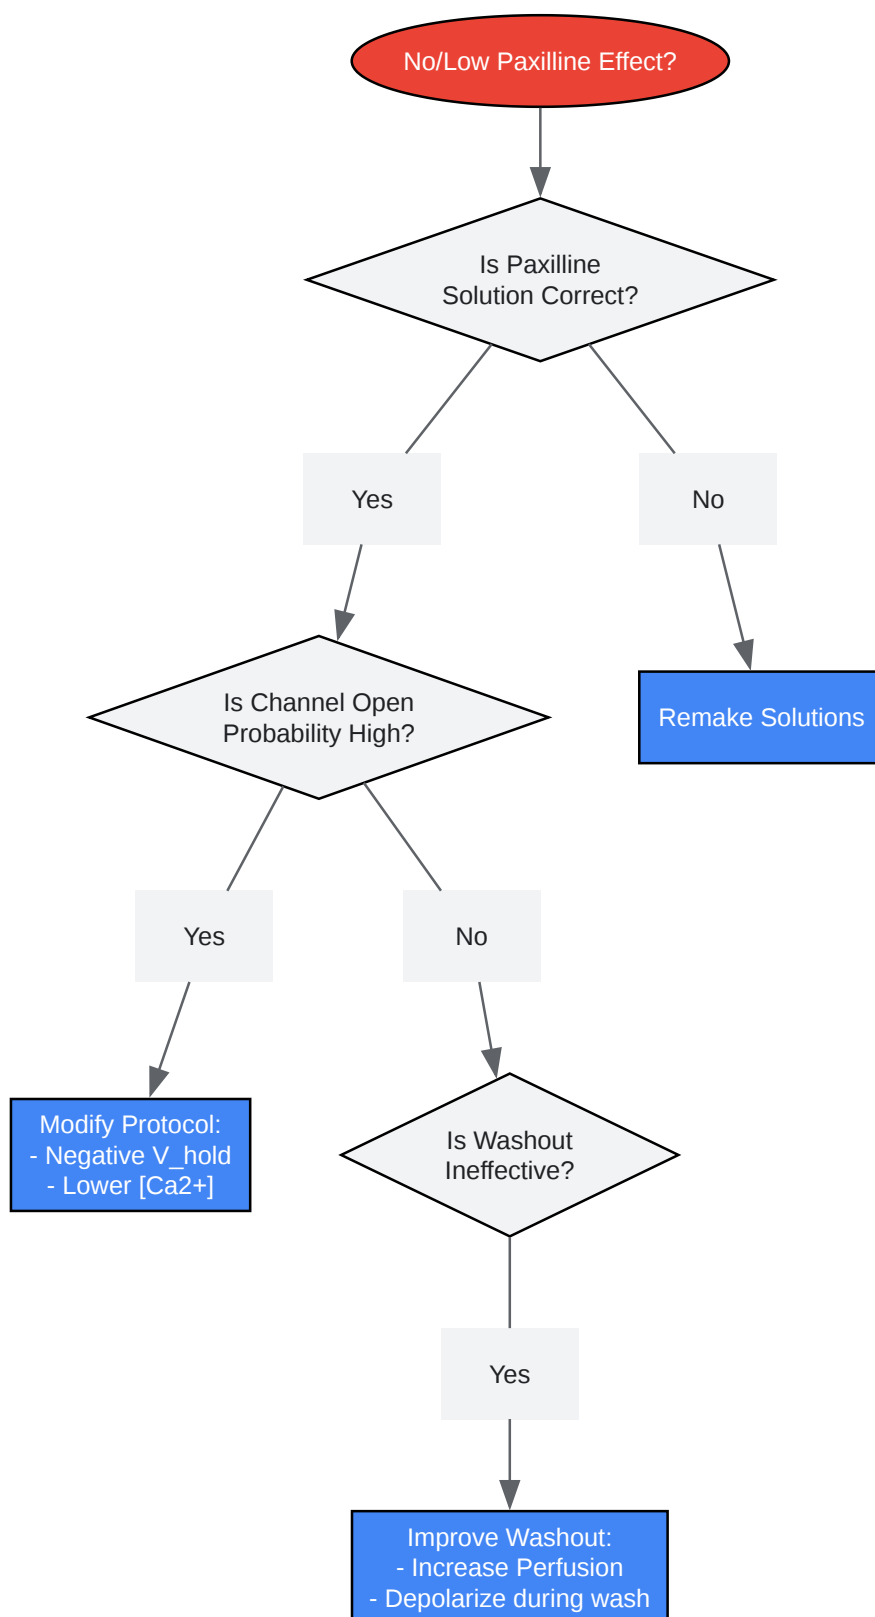 No/Low Paxilline Effect?
Is Paxilline
Solution Correct?
Yes
No
Is Channel Open
Probability High?
Remake Solutions
Yes
No
Modify Protocol:
- Negative V_hold
- Lower [Ca2+]
Is Washout
Ineffective?
Yes
Improve Washout:
- Increase Perfusion
- Depolarize during wash